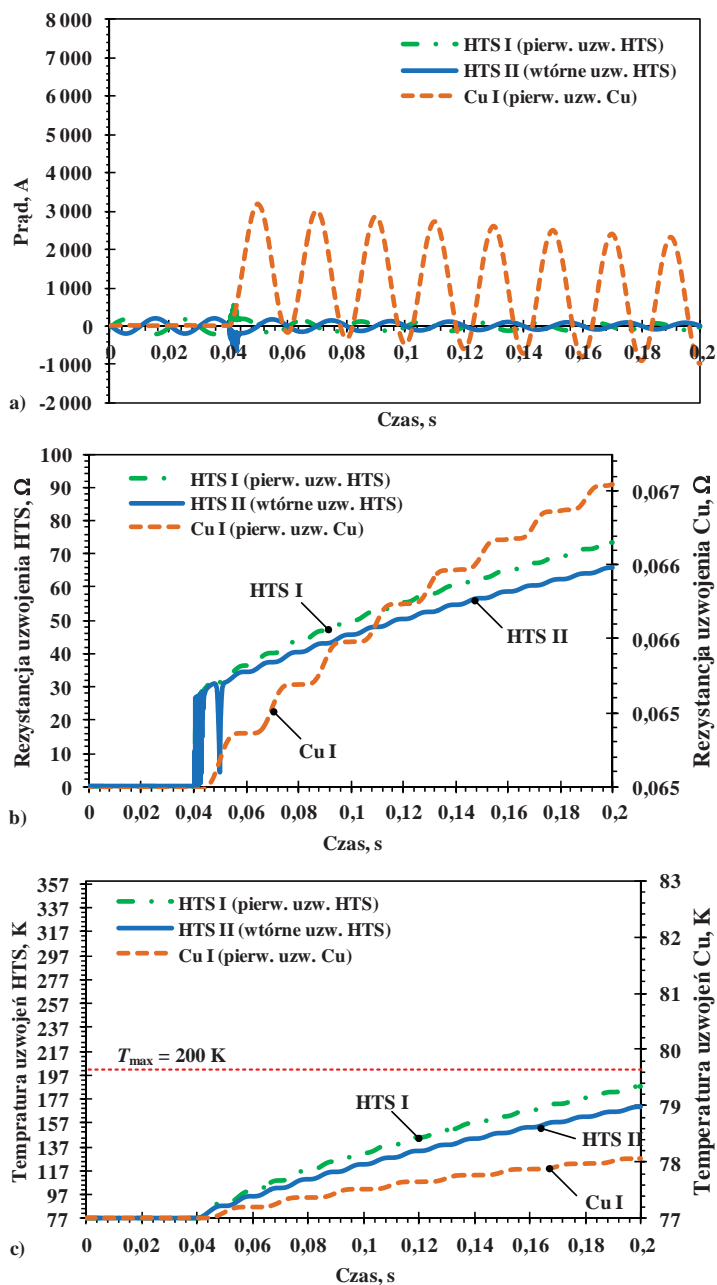 8 000
7 000
6 000
5 000
4 000
3 000
2 000
1 000
0
-1 000
-2 000
Prąd, A
HTS I (pierw. uzw. HTS)
HTS II (wtórne uzw. HTS)
Cu I (pierw. uzw. Cu)
0 0,02 0,04 0,06 0,08 0,1 0,12 0,14 0,16 0,18 0,2
Czas, s
a)
100
90
80
70
60
50
40
30
20
10
0
Rezystancja uzwojenia HTS, Ω
HTS I (pierw. uzw. HTS)
HTS II (wtórne uzw. HTS)
Cu I (pierw. uzw. Cu)
HTS I
HTS II
Cu I
0,067
0,066
0,066
0,065
0,065
Rezystancja uzwojenia Cu, Ω
0 0,02 0,04 0,06 0,08 0,1 0,12 0,14 0,16 0,18 0,2
Czas, s
b)
357
337
317
297
277
257
237
217
197
177
157
137
117
97
77
Tempratura uzwojeń HTS, K
HTS I (pierw. uzw. HTS)
HTS II (wtórne uzw. HTS)
Cu I (pierw. uzw. Cu)
Tmax = 200 K
HTS I
HTS II
Cu I
83
82
81
80
79
78
77
Temperatura uzwojeń Cu, K
0 0,02 0,04 0,06 0,08 0,1 0,12 0,14 0,16 0,18 0,2
Czas, s
c)